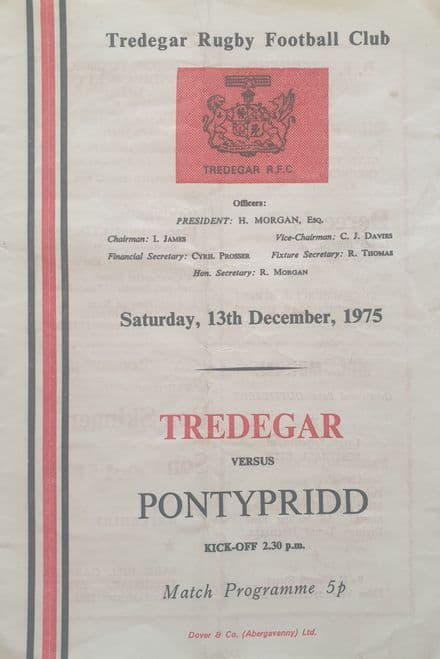 Tredegar Rugby Football Club
TREDEGAR R.F.C
Officers:
PRESIDENT: H. MORGAN, ESQ.
Chairman: I. JAMES Vice-Chairman: C. J. DAVIES
Financial Secretary: CYRIL PROSSER Fixture Secretary: R. THOMAS
Hon. Secretary: R. MORGAN
Saturday, 13th December, 1975
TREDEGAR
VERSUS
PONTYPRIDD
KICK-OFF 2.30 p.m.
Match Programme 5p
Dover & Co. (Abergavenny) Ltd.